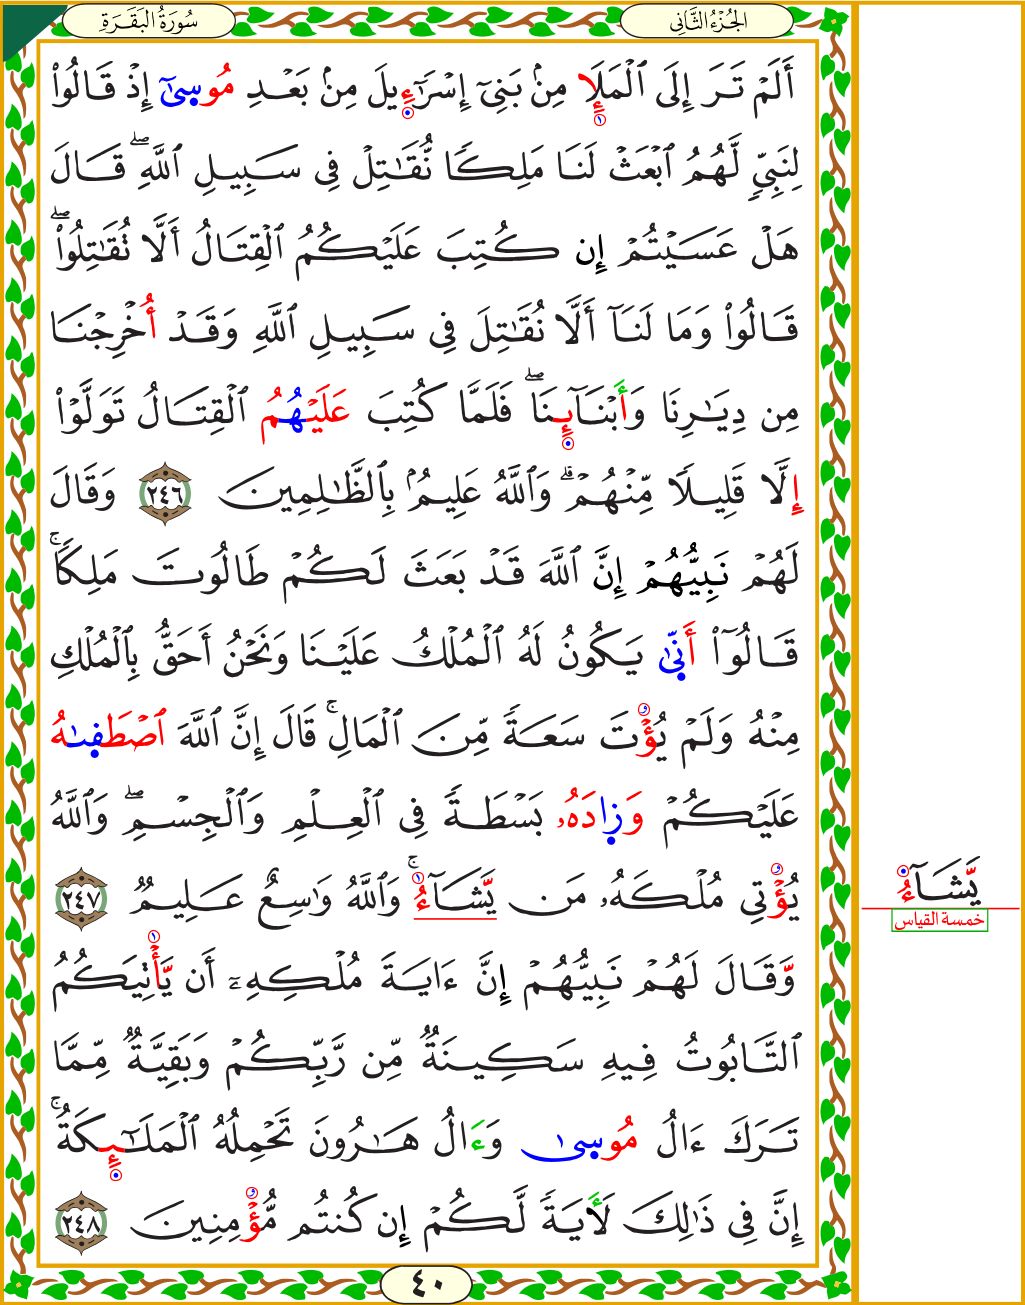 الجُزْءُ الثَّانِي
سُورَةُ البَقَرَةِ
أَلَمْ تَرَ إِلَى ٱلْمَلَإِ مِنۢ بَنِىٓ إِسْرَٰٓءِيلَ مِنۢ بَعْدِ مُوسَىٰٓ إِذْ قَالُوا۟
لِنَبِىٍّ لَّهُمُ ٱبْعَثْ لَنَا مَلِكًا نُّقَٰتِلْ فِى سَبِيلِ ٱللَّهِ ۖ قَالَ
هَلْ عَسَيْتُمْ إِن كُتِبَ عَلَيْكُمُ ٱلْقِتَالُ أَلَّا تُقَٰتِلُوا۟ ۖ
قَالُوا۟ وَمَا لَنَآ أَلَّا نُقَٰتِلَ فِى سَبِيلِ ٱللَّهِ وَقَدْ أُخْرِجْنَا
مِن دِيَٰرِنَا وَأَبْنَآئِنَا ۖ فَلَمَّا كُتِبَ عَلَيْهُمُ ٱلْقِتَالُ تَوَلَّوْا۟
إِلَّا قَلِيلًا مِّنْهُمْ ۗ وَٱللَّهُ عَلِيمٌۢ بِٱلظَّٰلِمِينَ ٢٤٦ وَقَالَ
لَهُمْ نَبِيُّهُمْ إِنَّ ٱللَّهَ قَدْ بَعَثَ لَكُمْ طَالُوتَ مَلِكًا ۚ
قَالُوٓا۟ أَنَّىٰ يَكُونُ لَهُ ٱلْمُلْكُ عَلَيْنَا وَنَحْنُ أَحَقُّ بِٱلْمُلْكِ
مِنْهُ وَلَمْ يُؤْتَ سَعَةً مِّنَ ٱلْمَالِ ۚ قَالَ إِنَّ ٱللَّهَ ٱصْطَفَىٰهُ
عَلَيْكُمْ وَزَادَهُۥ بَسْطَةً فِى ٱلْعِلْمِ وَٱلْجِسْمِ ۖ وَٱللَّهُ
يُؤْتِى مُلْكَهُۥ مَن يَّشَآءُ ۚ وَٱللَّهُ وَٰسِعٌ عَلِيمٌ ٢٤٧
وَّقَالَ لَهُمْ نَبِيُّهُمْ إِنَّ ءَايَةَ مُلْكِهِۦٓ أَن يَّأْتِيَكُمُ
ٱلتَّابُوتُ فِيهِ سَكِينَةٌ مِّن رَّبِّكُمْ وَبَقِيَّةٌ مِّمَّا
تَرَكَ ءَالُ مُوسَىٰ وَءَالُ هَٰرُونَ تَحْمِلُهُ ٱلْمَلَٰٓئِكَةُ ۚ
إِنَّ فِى ذَٰلِكَ لَأٓيَةً لَّكُمْ إِن كُنتُم مُّؤْمِنِينَ ٢٤٨
٤٠
يَّشَآءُ
خمسة القياس